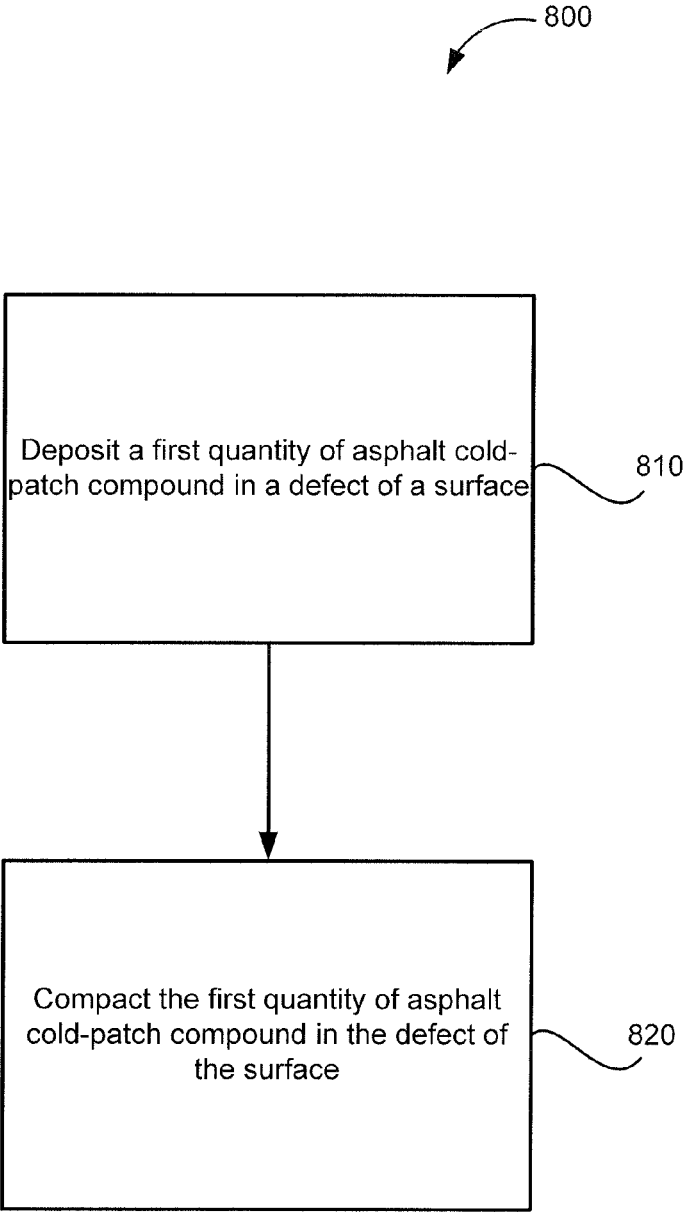 800
Deposit a first quantity of asphalt cold-
patch compound in a defect of a surface
810
Compact the first quantity of asphalt
cold-patch compound in the defect of
the surface
820